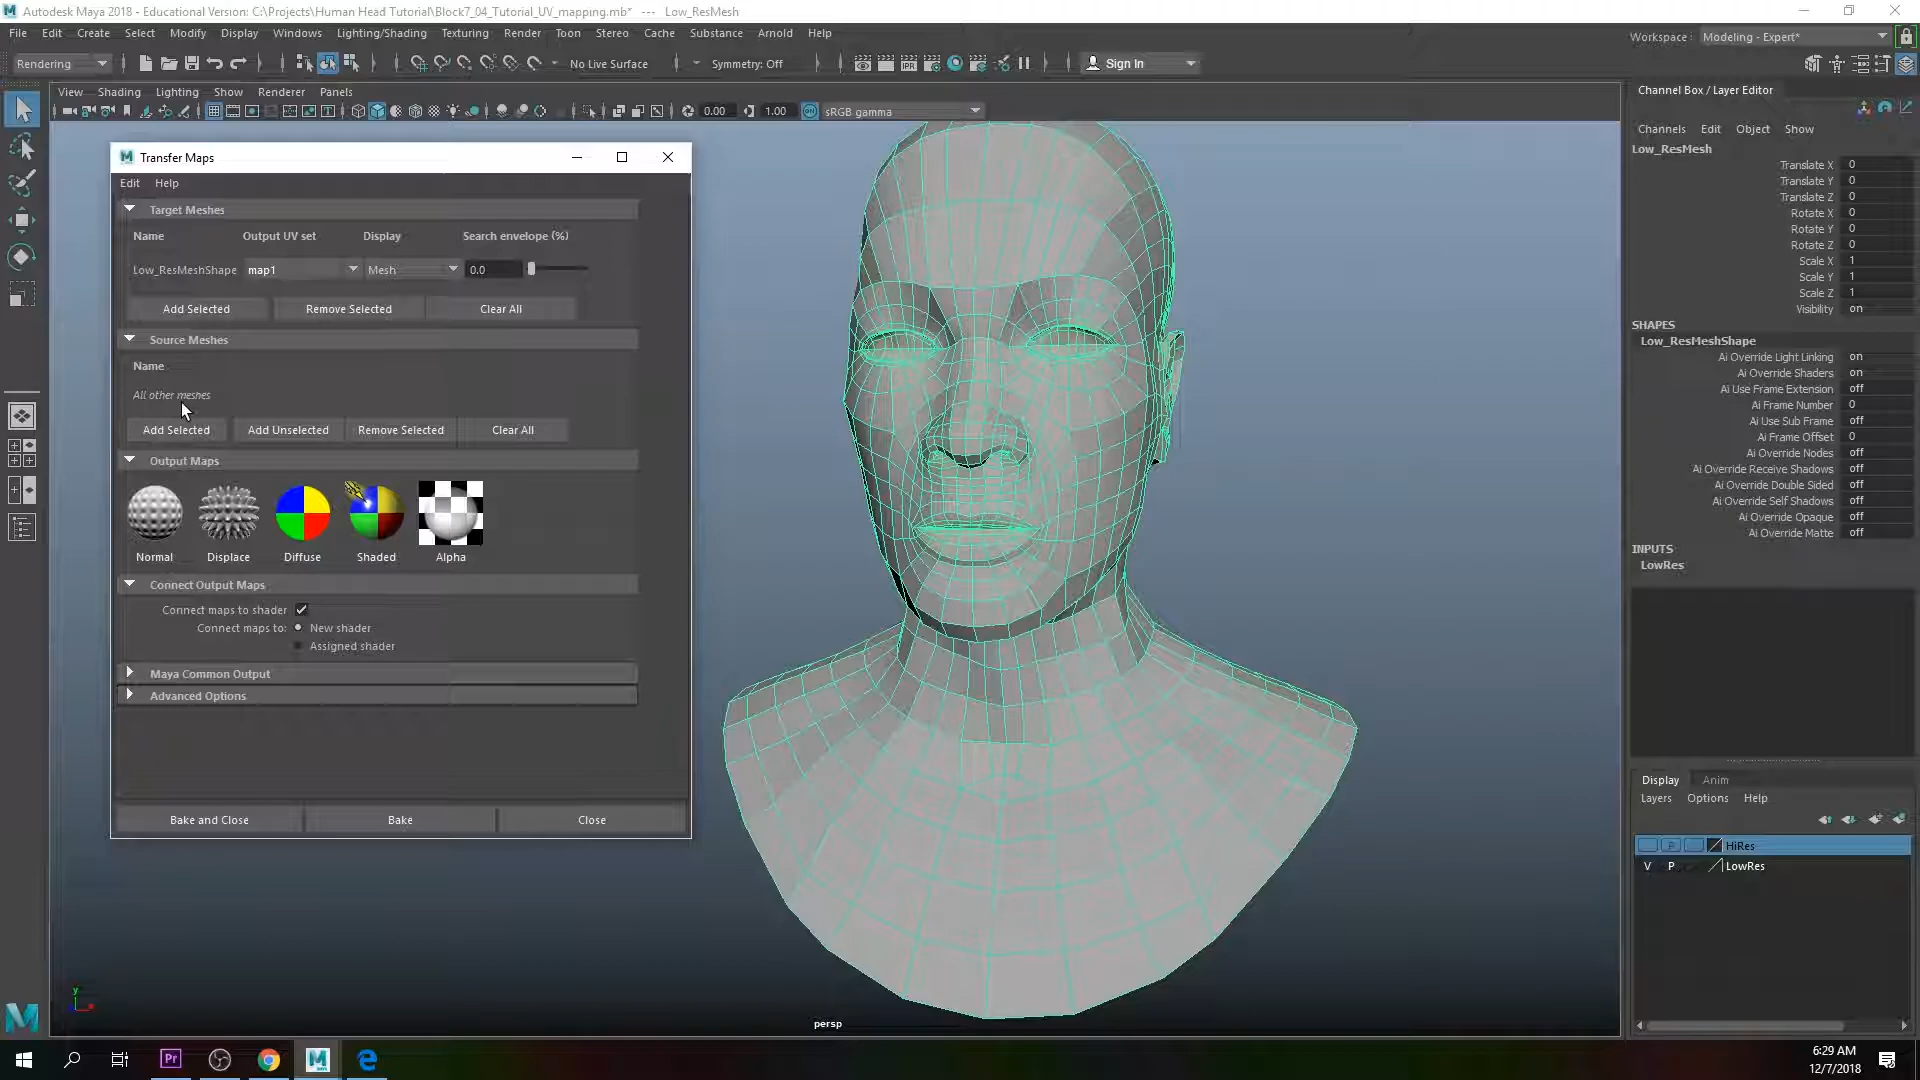 Autodesk Maya 2018 - Educational Version: C:\Projects\Human Head Tutorial\Block7_04_Tutorial_UV_mapping.mb*   ---   Low_ResMesh
File Edit Create Select Modify Display Windows Lighting/Shading Texturing Render Toon Stereo Cache Substance Arnold Help
Workspace : Modeling - Expert*
Rendering No Live Surface Symmetry: Off Sign In
View Shading Lighting Show Renderer Panels
0.00 1.00 sRGB gamma
Transfer Maps
Edit Help
Target Meshes
Name Output UV set Display Search envelope (%)
Low_ResMeshShape map1 Mesh 0.0
Add Selected Remove Selected Clear All
Source Meshes
Name
All other meshes
Add Selected Add Unselected Remove Selected Clear All
Output Maps
Normal Displace Diffuse Shaded Alpha
Connect Output Maps
Connect maps to shader
Connect maps to: New shader
Assigned shader
Maya Common Output
Advanced Options
Bake and Close Bake Close
persp
y
Channel Box / Layer Editor
Channels Edit Object Show
Low_ResMesh
Translate X 0
Translate Y 0
Translate Z 0
Rotate X 0
Rotate Y 0
Rotate Z 0
Scale X 1
Scale Y 1
Scale Z 1
Visibility on
SHAPES
Low_ResMeshShape
Ai Override Light Linking on
Ai Override Shaders on
Ai Use Frame Extension off
Ai Frame Number 0
Ai Use Sub Frame off
Ai Frame Offset 0
Ai Override Nodes off
Ai Override Receive Shadows off
Ai Override Double Sided off
Ai Override Self Shadows off
Ai Override Opaque off
Ai Override Matte off
INPUTS
LowRes
Display Anim
Layers Options Help
P HiRes
V P LowRes
Pr
6:29 AM
12/7/2018